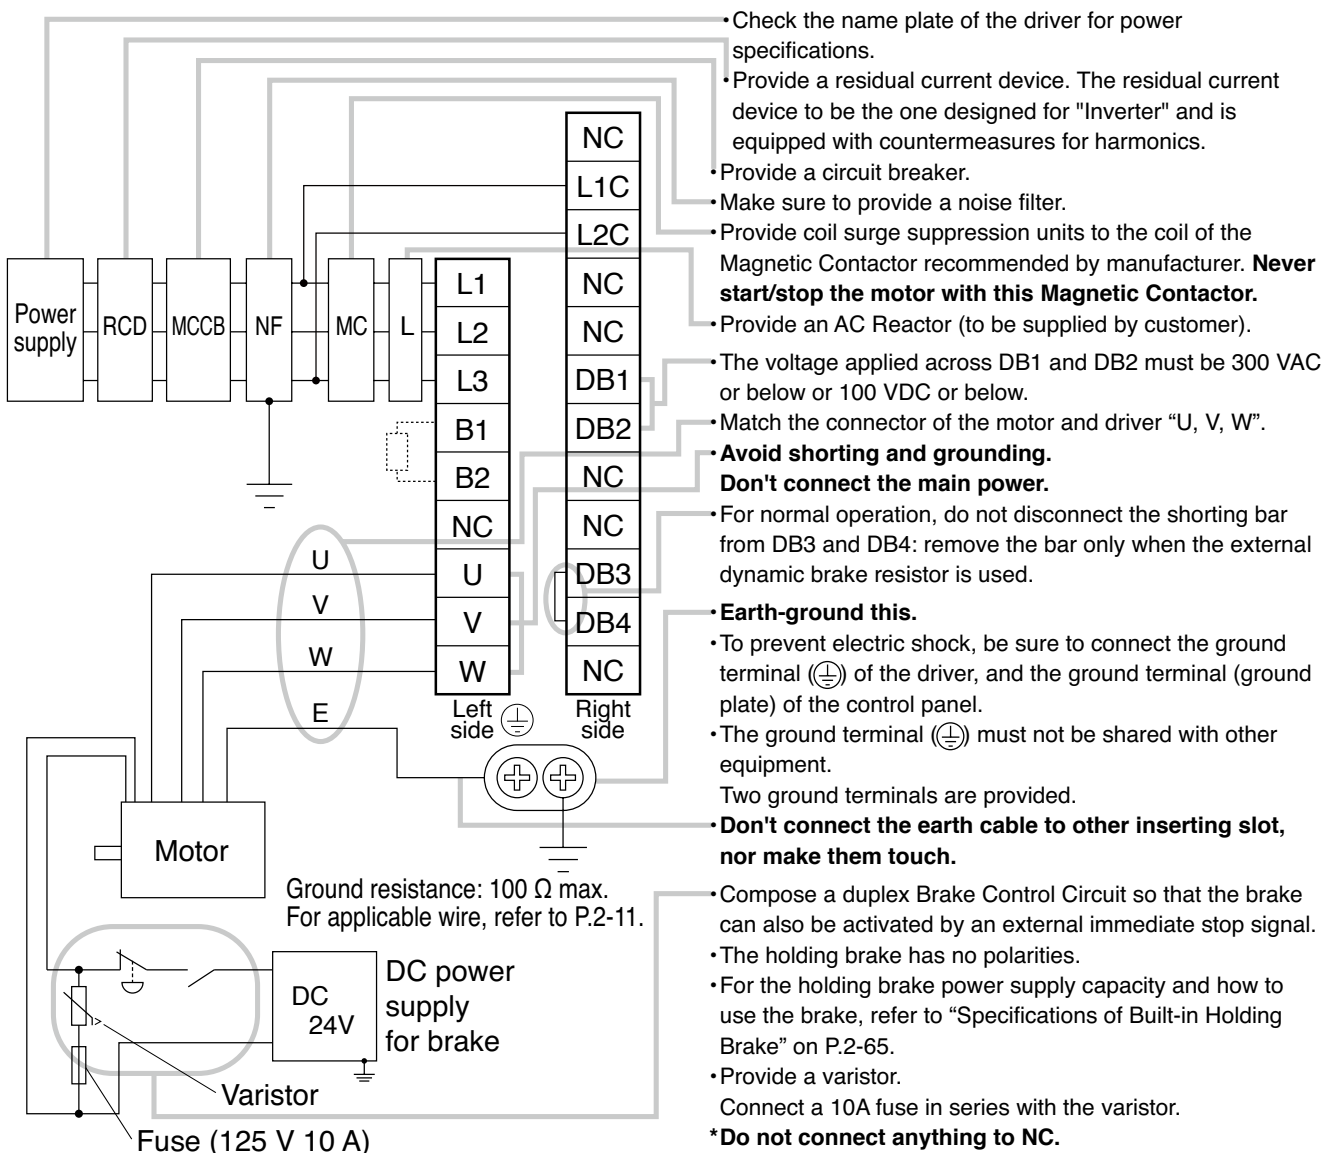 ・Check the name plate of the driver for power
specifications.
・Provide a residual current device. The residual current
device to be the one designed for "Inverter" and is
equipped with countermeasures for harmonics.
・Provide a circuit breaker.
・Make sure to provide a noise filter.
・Provide coil surge suppression units to the coil of the
Magnetic Contactor recommended by manufacturer. Never
start/stop the motor with this Magnetic Contactor.
・Provide an AC Reactor (to be supplied by customer).
・The voltage applied across DB1 and DB2 must be 300 VAC
or below or 100 VDC or below.
・Match the connector of the motor and driver “U, V, W”.
・Avoid shorting and grounding.
Don't connect the main power.
・For normal operation, do not disconnect the shorting bar
from DB3 and DB4: remove the bar only when the external
dynamic brake resistor is used.
・Earth-ground this.
・To prevent electric shock, be sure to connect the ground
terminal (⏚) of the driver, and the ground terminal (ground
plate) of the control panel.
・The ground terminal (⏚) must not be shared with other
equipment.
Two ground terminals are provided.
・Don't connect the earth cable to other inserting slot,
nor make them touch.
・Compose a duplex Brake Control Circuit so that the brake
can also be activated by an external immediate stop signal.
・The holding brake has no polarities.
・For the holding brake power supply capacity and how to
use the brake, refer to “Specifications of Built-in Holding
Brake” on P.2-65.
・Provide a varistor.
Connect a 10A fuse in series with the varistor.
*Do not connect anything to NC.
Power
supply
RCD
MCCB
NF
MC
L
L1
L2
L3
B1
B2
NC
U
V
W
Left
side
NC
L1C
L2C
NC
NC
DB1
DB2
NC
NC
DB3
DB4
NC
Right
side
U
V
W
E
Motor
Ground resistance: 100 Ω max.
For applicable wire, refer to P.2-11.
DC
24V
DC power
supply
for brake
Varistor
Fuse (125 V 10 A)